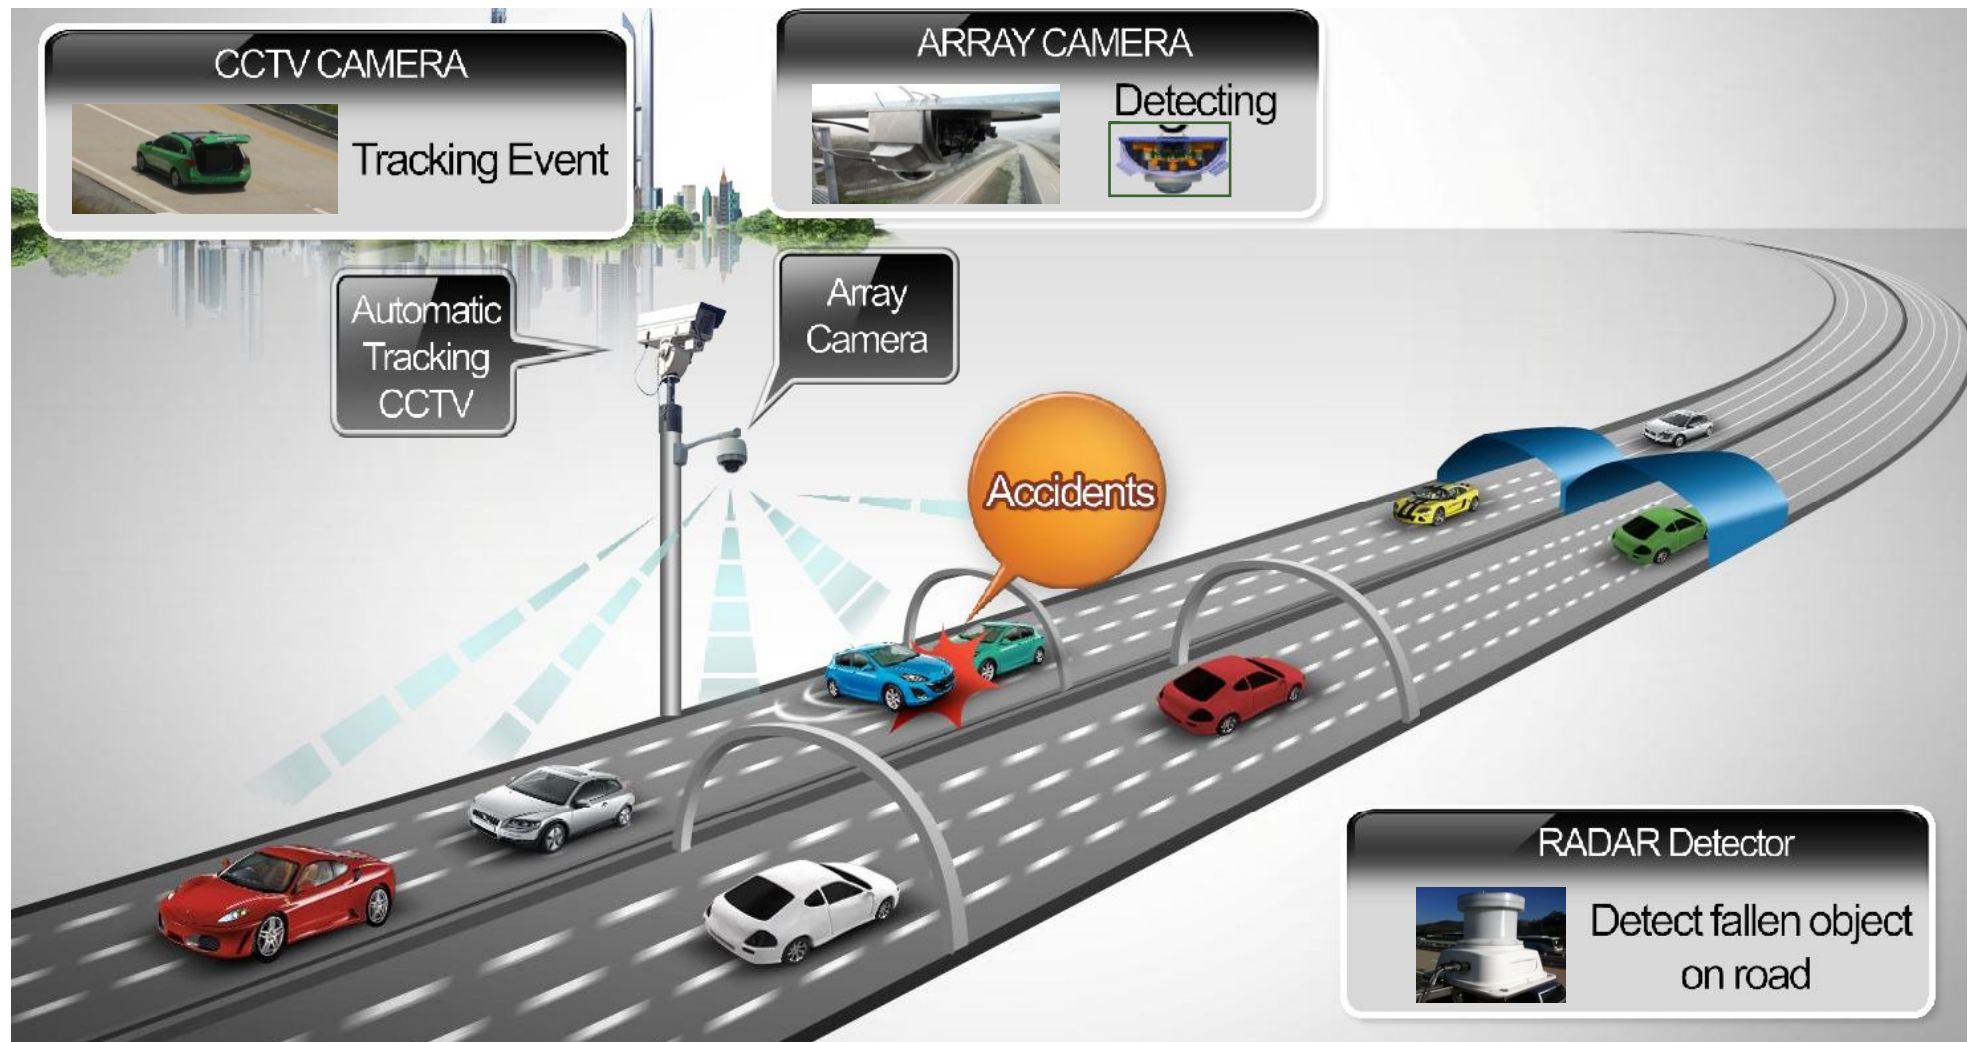 CCTV CAMERA
Tracking Event
ARRAY CAMERA
Detecting
Automatic
Tracking
CCTV
Array
Camera
Accidents
RADAR Detector
Detect fallen object
on road